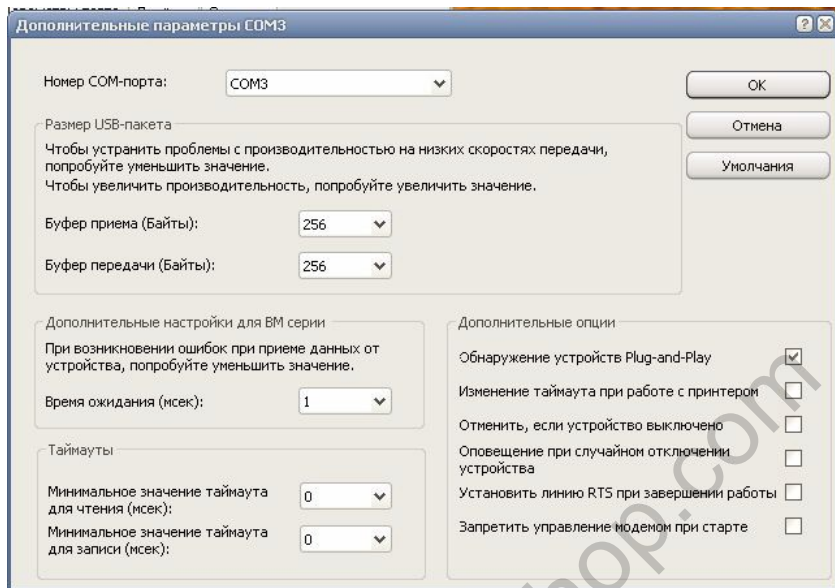 Дополнительные параметры COM3
Номер COM-порта:
COM3
OK
Отмена
Умолчания
Размер USB-пакета
Чтобы устранить проблемы с производительностью на низких скоростях передачи,
попробуйте уменьшить значение.
Чтобы увеличить производительность, попробуйте увеличить значение.
Буфер приема (Байты):
256
Буфер передачи (Байты):
256
Дополнительные настройки для BM серии
При возникновении ошибок при приеме данных от
устройства, попробуйте уменьшить значение.
Время ожидания (мсек):
1
Таймауты
Минимальное значение таймаута
для чтения (мсек):
0
Минимальное значение таймаута
для записи (мсек):
0
Дополнительные опции
Обнаружение устройств Plug-and-Play
Изменение таймаута при работе с принтером
Отменить, если устройство выключено
Оповещение при случайном отключении
устройства
Установить линию RTS при завершении работы
Запретить управление модемом при старте
hop.com